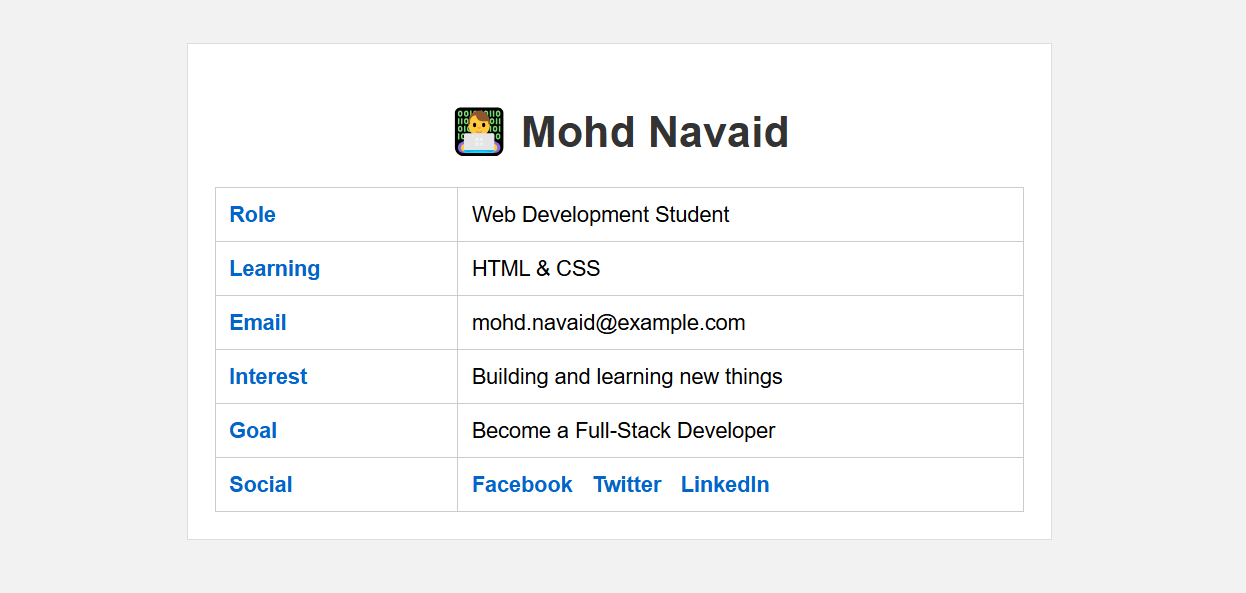 Mohd Navaid
Role Web Development Student
Learning HTML & CSS
Email mohd.navaid@example.com
Interest Building and learning new things
Goal Become a Full-Stack Developer
Social Facebook Twitter LinkedIn